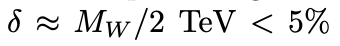 δ ≈ M_W/2 TeV < 5%